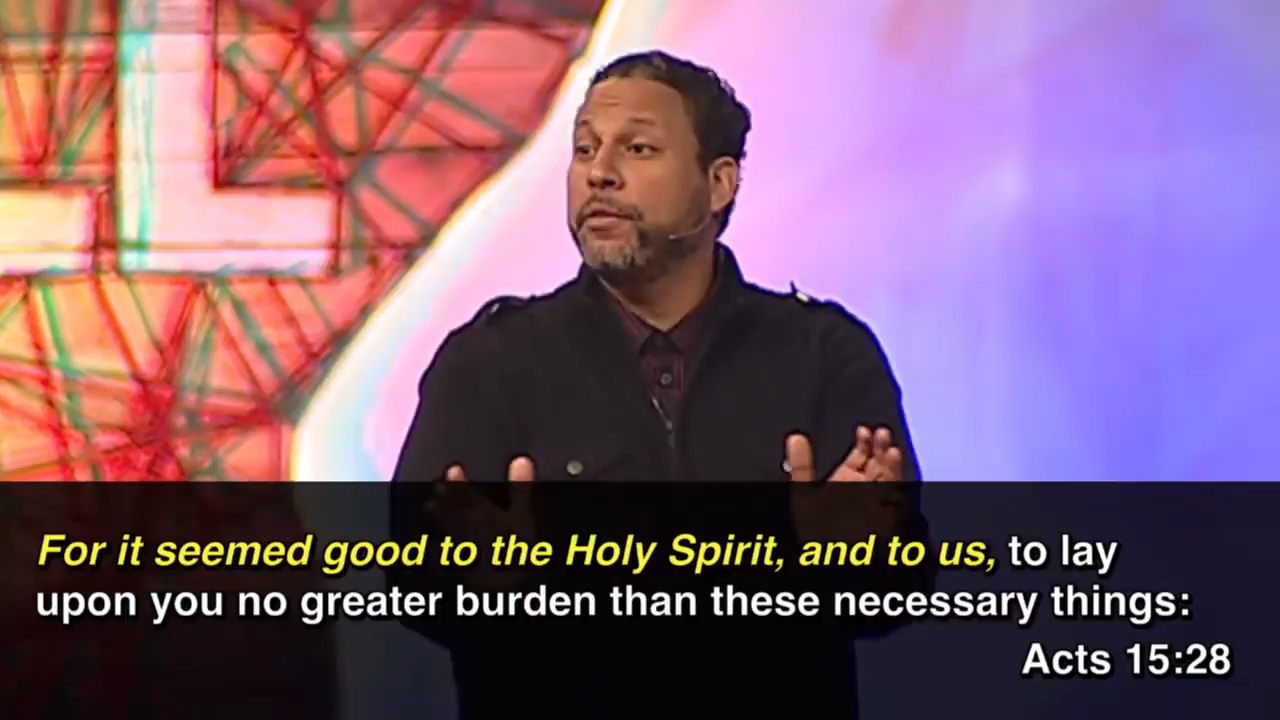 For it seemed good to the Holy Spirit, and to us, to lay
upon you no greater burden than these necessary things:
Acts 15:28